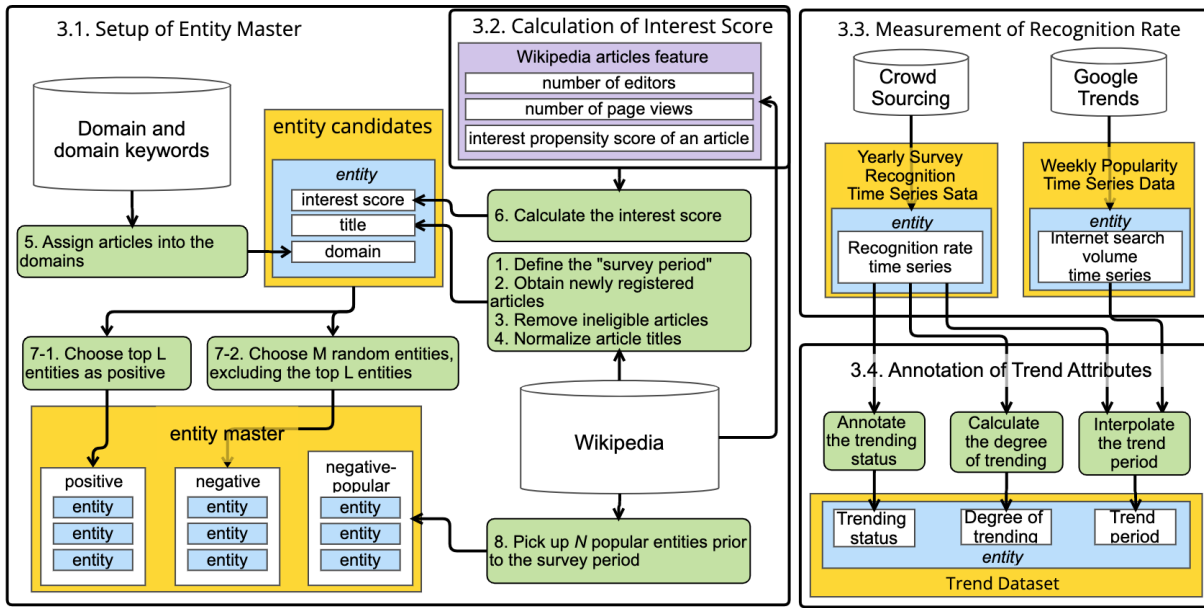 3.1. Setup of Entity Master
Domain and
domain keywords
5. Assign articles into the
domains
entity candidates
entity
interest score
title
domain
3.2. Calculation of Interest Score
Wikipedia articles feature
number of editors
number of page views
interest propensity score of an article
6. Calculate the interest score
1. Define the "survey period"
2. Obtain newly registered
articles
3. Remove ineligible articles
4. Normalize article titles
7-1. Choose top L
entities as positive
7-2. Choose M random entities,
excluding the top L entities
Wikipedia
entity master
positive
entity
entity
entity
negative
entity
entity
entity
negative-
popular
entity
entity
entity
8. Pick up N popular entities prior
to the survey period
3.3. Measurement of Recognition Rate
Crowd
Sourcing
Google
Trends
Yearly Survey
Recognition
Time Series Sata
entity
Recognition rate
time series
Weekly Popularity
Time Series Data
entity
Internet search
volume
time series
3.4. Annotation of Trend Attributes
Annotate
the trending
status
Calculate
the degree
of trending
Interpolate
the trend
period
Trending
status
Degree of
trending
Trend
period
entity
Trend Dataset